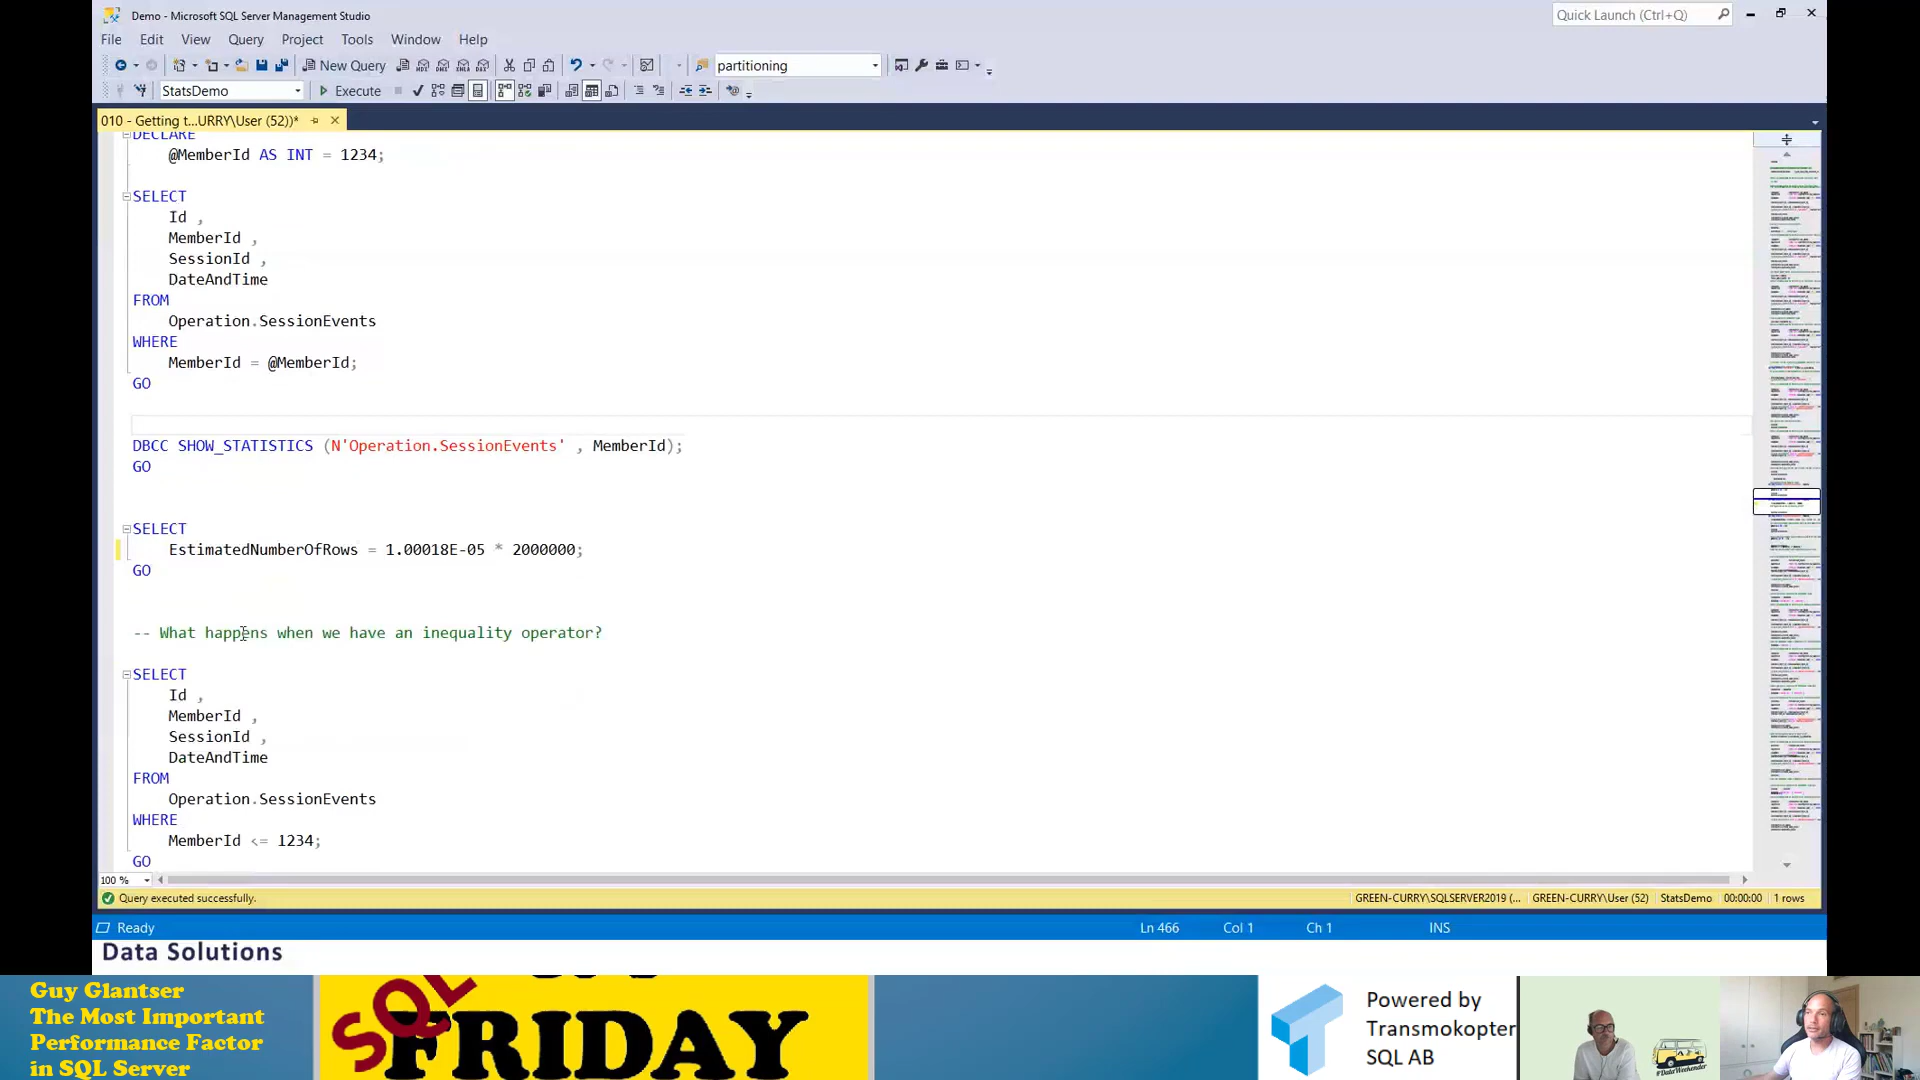 Demo - Microsoft SQL Server Management Studio
Quick Launch (Ctrl+Q)
File Edit View Query Project Tools Window Help
New Query
partitioning
StatsDemo
Execute
010 - Getting t...URRY\User (52))*
DECLARE
@MemberId AS INT = 1234;
SELECT
Id ,
MemberId ,
SessionId ,
DateAndTime
FROM
Operation.SessionEvents
WHERE
MemberId = @MemberId;
GO
DBCC SHOW_STATISTICS (N'Operation.SessionEvents' , MemberId);
GO
SELECT
EstimatedNumberOfRows = 1.00018E-05 * 2000000;
GO
-- What happens when we have an inequality operator?
SELECT
Id ,
MemberId ,
SessionId ,
DateAndTime
FROM
Operation.SessionEvents
WHERE
MemberId <= 1234;
GO
100 %
Query executed successfully.
GREEN-CURRY\SQLSERVER2019 (... GREEN-CURRY\User (52) StatsDemo 00:00:00 1 rows
Ready
Ln 466 Col 1 Ch 1 INS
Data Solutions
Guy Glantser
The Most Important
Performance Factor
in SQL Server
SQL
FRIDAY
Powered by
Transmokopter
SQL AB
#DataWeekender